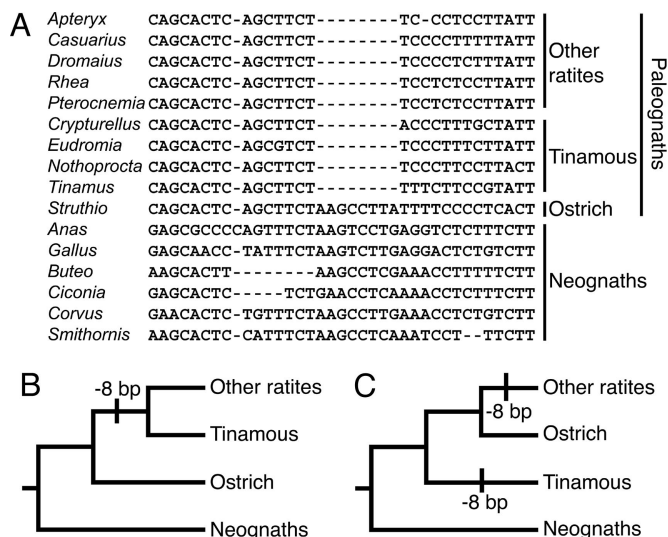 A
Apteryx CAGCACTC-AGCTTCT--------TC-CCTCCTTATT
Casuarius CAGCACTC-AGCTTCT--------TCCCCTTTTTATT
Dromaius CAGCACTC-AGCTTCT--------TCCCCTCTTTATT
Rhea CAGCACTC-AGCTTCT--------TCCTCTCCTTATT
Pterocnemia CAGCACTC-AGCTTCT--------TCCTCTCCTTATT
Other ratites
Crypturellus CAGCACTC-AGCTTCT--------ACCCTTTGCTATT
Eudromia CAGCACTC-AGCGTCT--------TCCCTTTCTTATT
Nothoprocta CAGCACTC-AGCTTCT--------TCCCTTCCTTACT
Tinamus CAGCACTC-AGCTTCT--------TTTCTTCCGTATT
Tinamous
Struthio CAGCACTC-AGCTTCTAAGCCTTATTTTCCCCTCACT
Ostrich
Paleognaths
Anas GAGCGCCCCAGTTTCTAAGTCCTGAGGTCTCTTTCTT
Gallus GAGCAACC-TATTTCTAAGTCTTGAGGACTCTGTCTT
Buteo AAGCACTT--------AAGCCTCGAAACCTTTTTCTT
Ciconia GAGCACTC-----TCTGAACCTCAAAACCTCTTTCTT
Corvus GAACACTC-TGTTTCTAAGCCTTGAAACCTCTGTCTT
Smithornis AAGCACTC-CATTTCTAAGCCTCAAATCCT--TTCTT
Neognaths
B
-8 bp
Other ratites
Tinamous
Ostrich
Neognaths
C
Other ratites
-8 bp
Ostrich
Tinamous
-8 bp
Neognaths